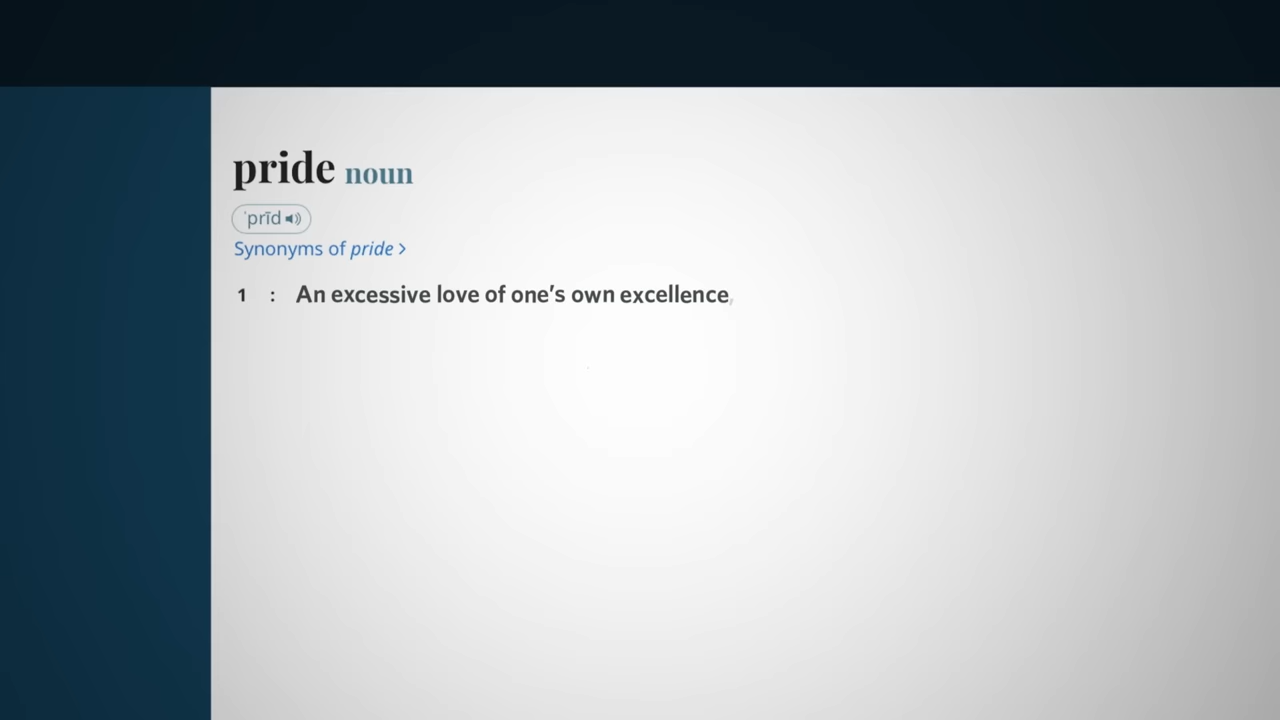 pride noun
ˈprīd
Synonyms of pride >
1 : An excessive love of one's own excellence,